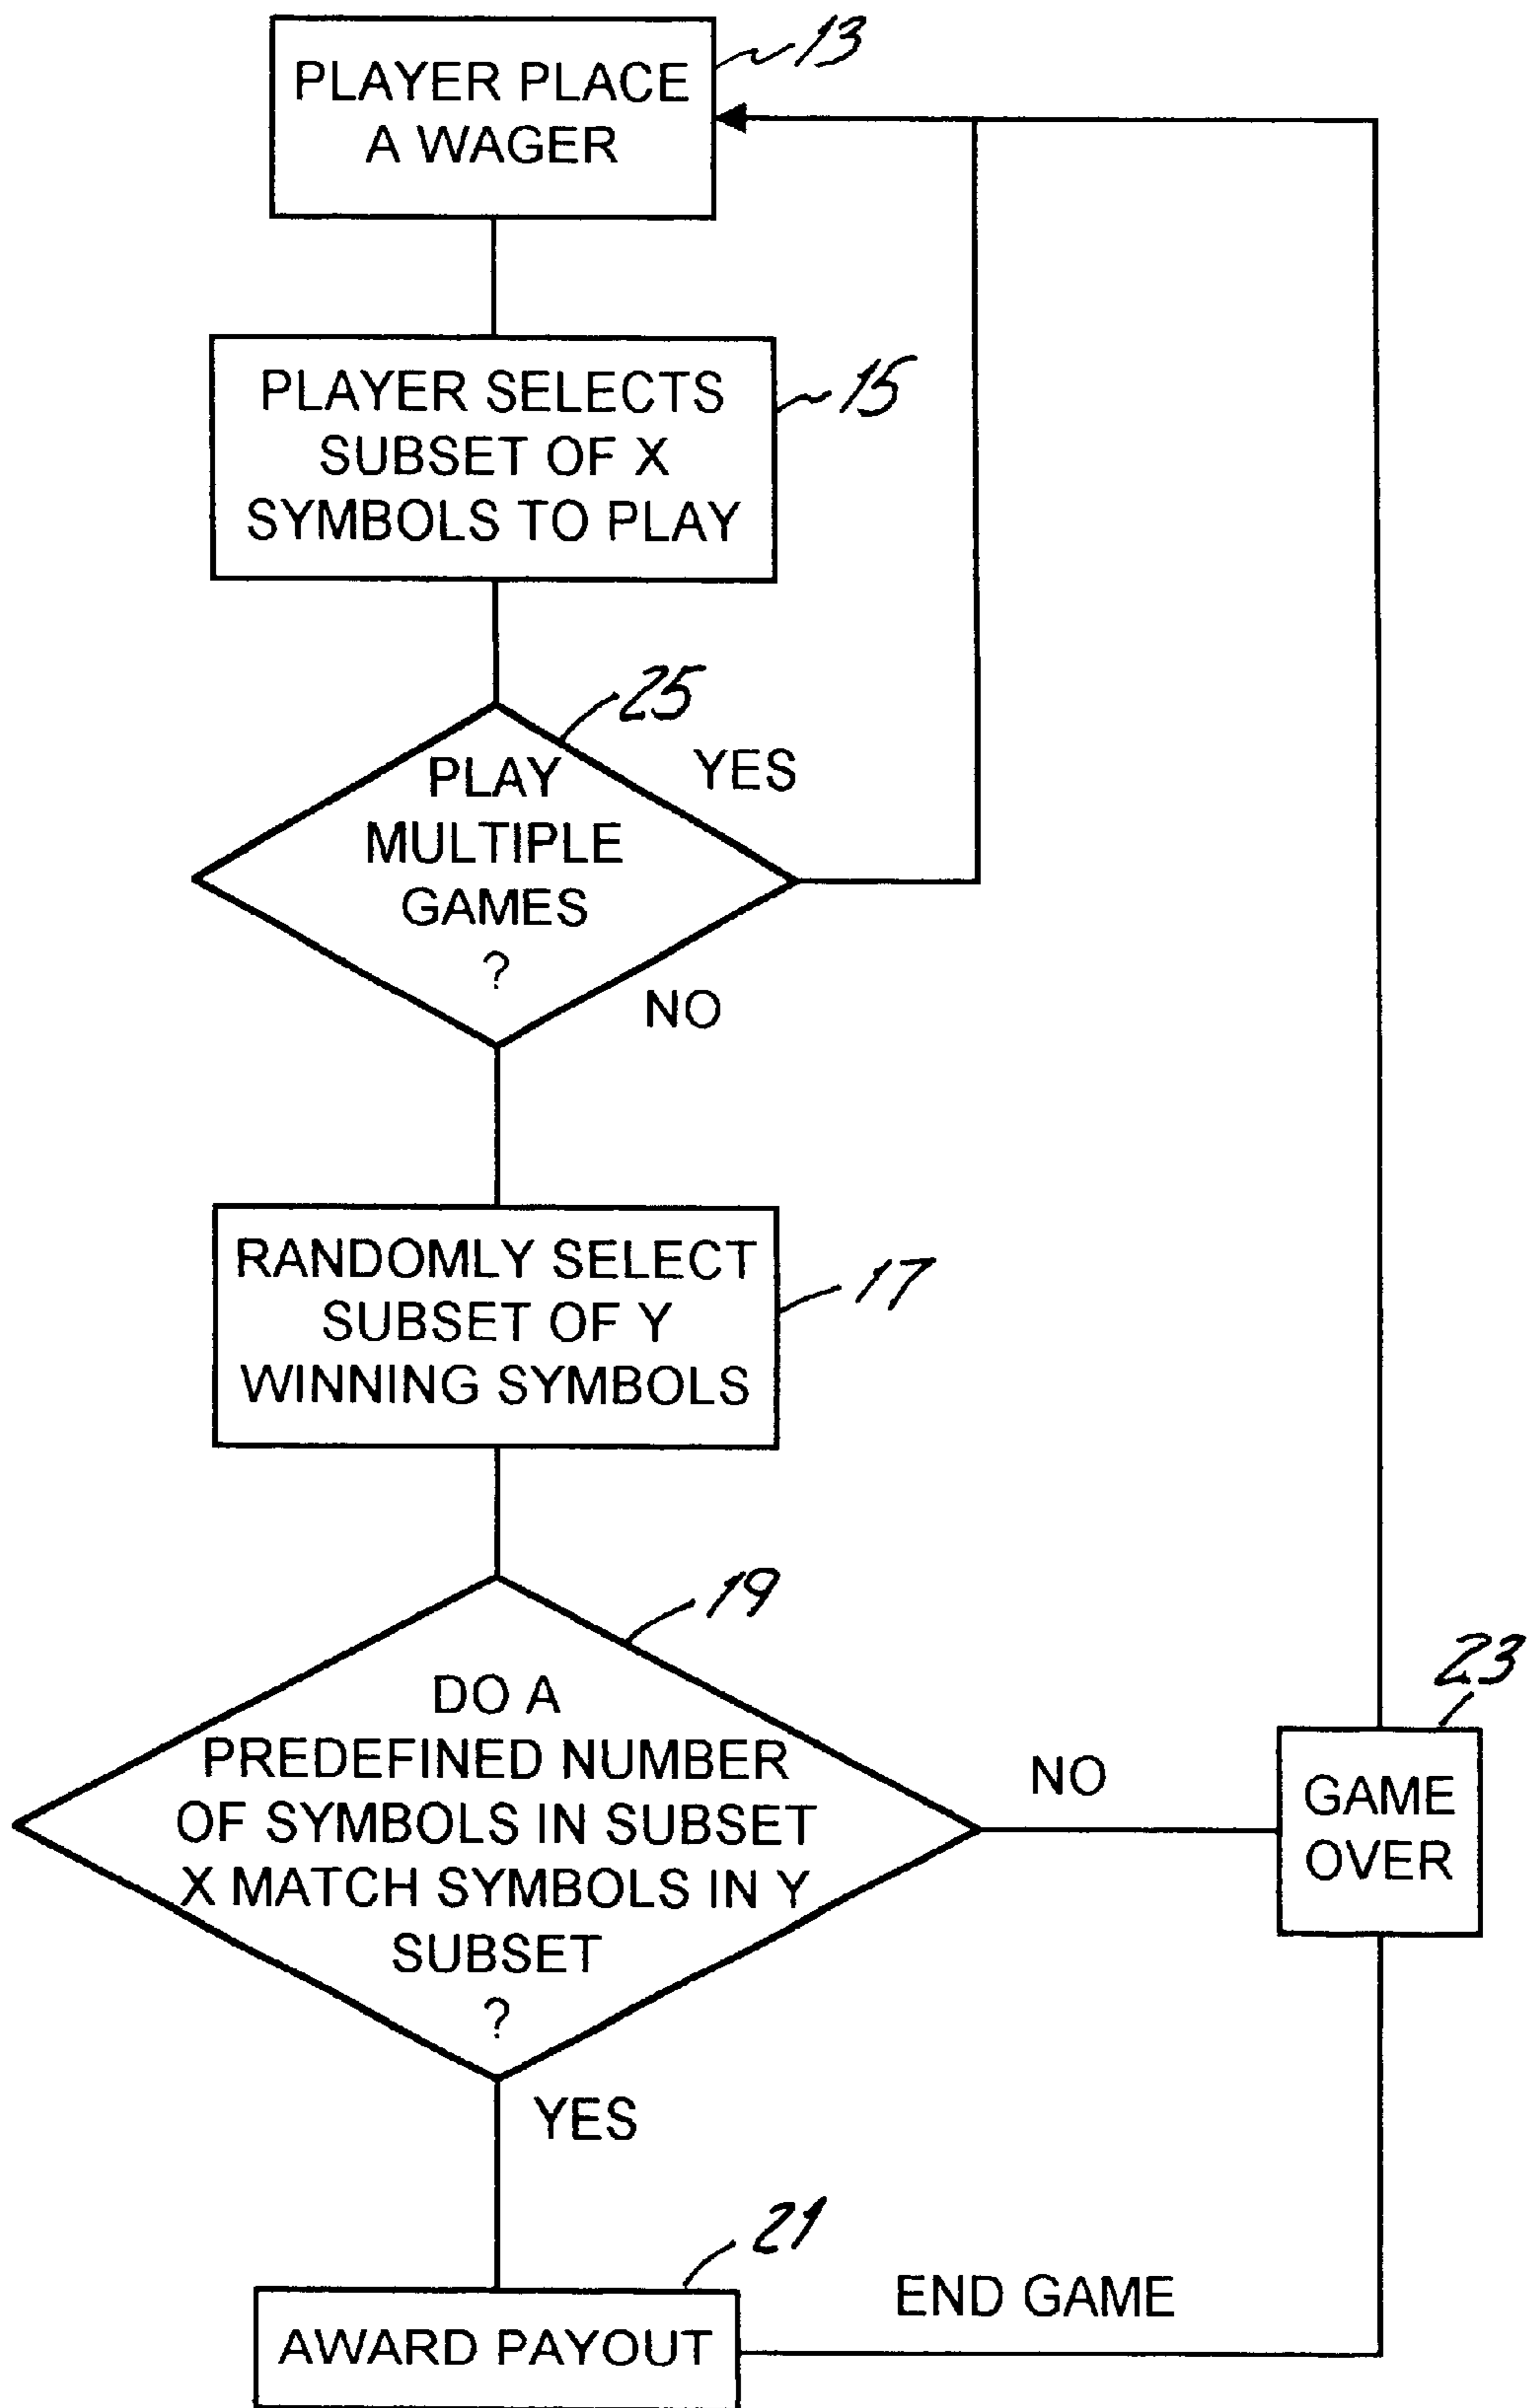 13
PLAYER PLACE
A WAGER
15
PLAYER SELECTS
SUBSET OF X
SYMBOLS TO PLAY
25
PLAY
MULTIPLE
GAMES
?
YES
NO
17
RANDOMLY SELECT
SUBSET OF Y
WINNING SYMBOLS
19
DO A
PREDEFINED NUMBER
OF SYMBOLS IN SUBSET
X MATCH SYMBOLS IN Y
SUBSET
?
NO
23
GAME
OVER
YES
21
AWARD PAYOUT
END GAME